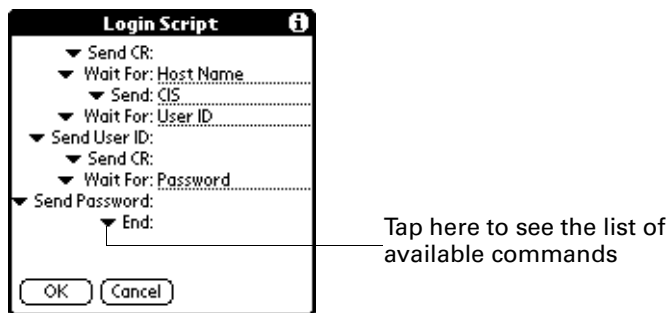 Login Script
Send CR:
Wait For: Host Name
Send: CIS
Wait For: User ID
Send User ID:
Send CR:
Wait For: Password
Send Password:
End:
Tap here to see the list of
available commands
OK Cancel